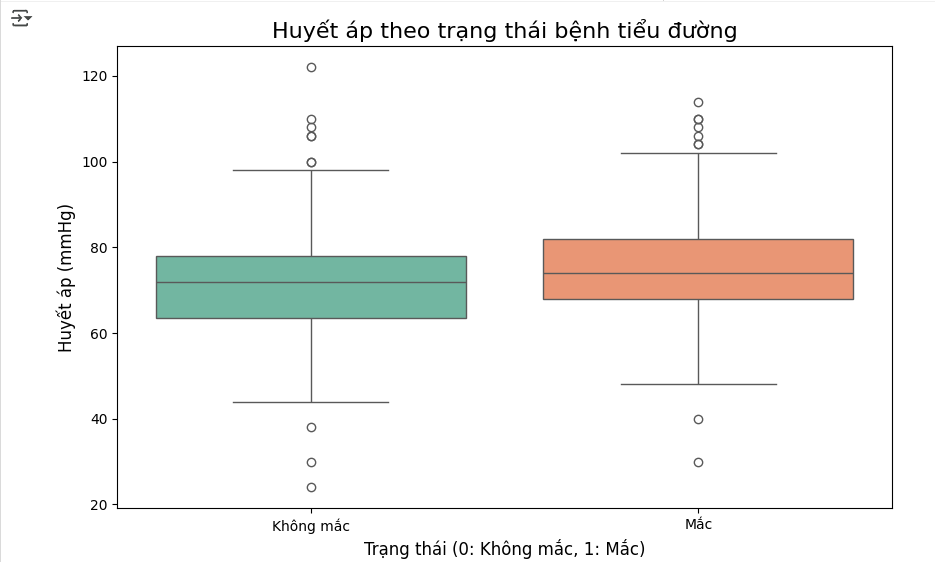 Huyết áp theo trạng thái bệnh tiểu đường
120
100
80
60
40
20
Huyết áp (mmHg)
Không mắc
Mắc
Trạng thái (0: Không mắc, 1: Mắc)